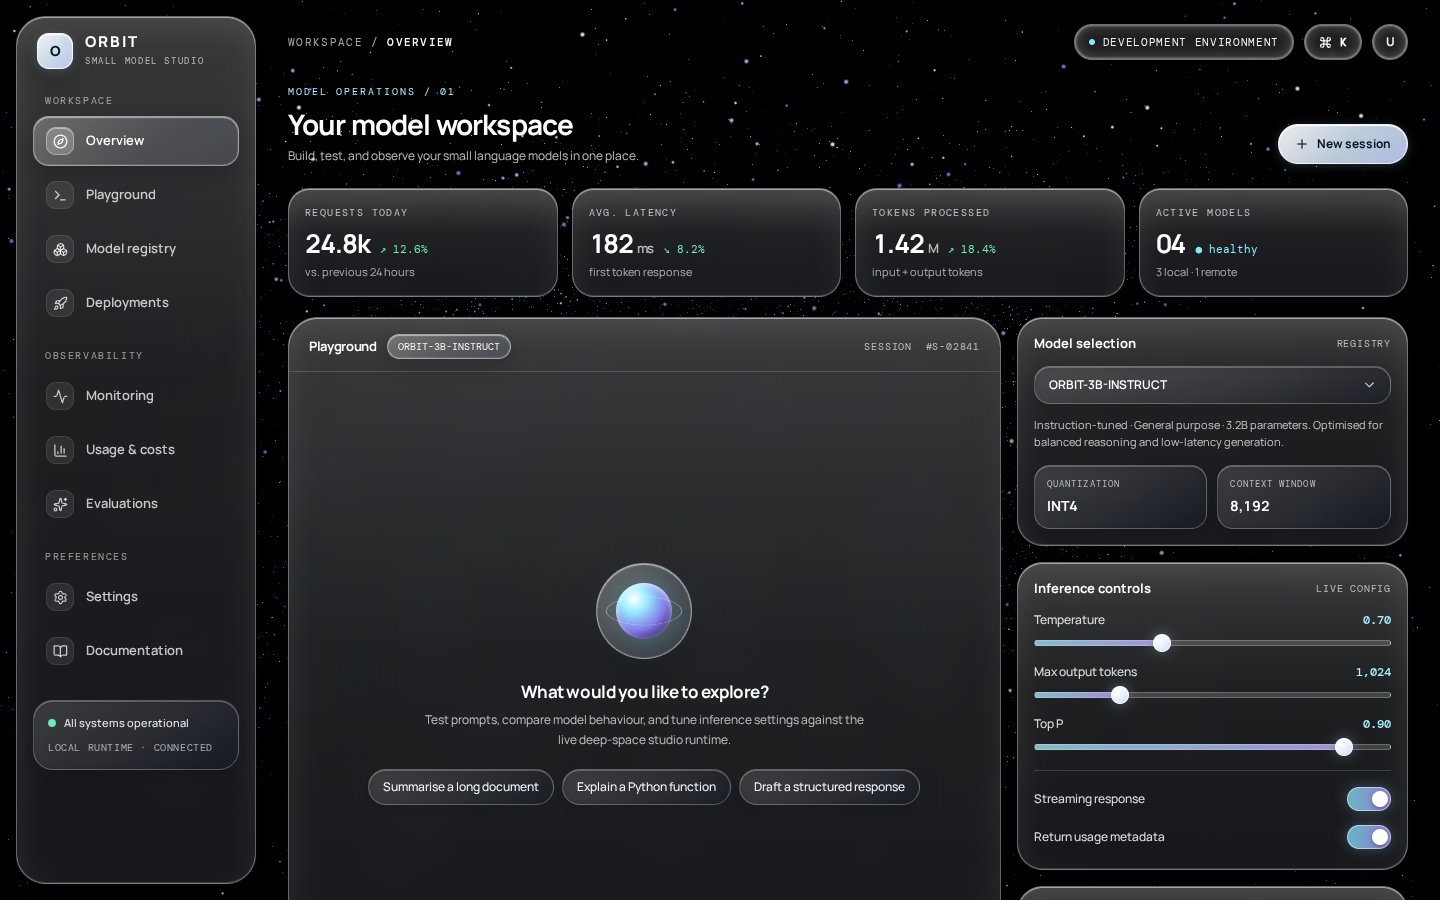 O
ORBIT
SMALL MODEL STUDIO
WORKSPACE
Overview
Playground
Model registry
Deployments
OBSERVABILITY
Monitoring
Usage & costs
Evaluations
PREFERENCES
Settings
Documentation
All systems operational
LOCAL RUNTIME · CONNECTED
WORKSPACE / OVERVIEW
DEVELOPMENT ENVIRONMENT
⌘ K
U
MODEL OPERATIONS / 01
Your model workspace
Build, test, and observe your small language models in one place.
+ New session
REQUESTS TODAY
24.8k ↗ 12.6%
vs. previous 24 hours
AVG. LATENCY
182 ms ↘ 8.2%
first token response
TOKENS PROCESSED
1.42 M ↗ 18.4%
input + output tokens
ACTIVE MODELS
04 ● healthy
3 local · 1 remote
Playground ORBIT-3B-INSTRUCT
SESSION #S-02841
What would you like to explore?
Test prompts, compare model behaviour, and tune inference settings against the
live deep-space studio runtime.
Summarise a long document
Explain a Python function
Draft a structured response
Model selection REGISTRY
ORBIT-3B-INSTRUCT
Instruction-tuned · General purpose · 3.2B parameters. Optimised for
balanced reasoning and low-latency generation.
QUANTIZATION
INT4
CONTEXT WINDOW
8,192
Inference controls LIVE CONFIG
Temperature 0.70
Max output tokens 1,024
Top P 0.90
Streaming response
Return usage metadata